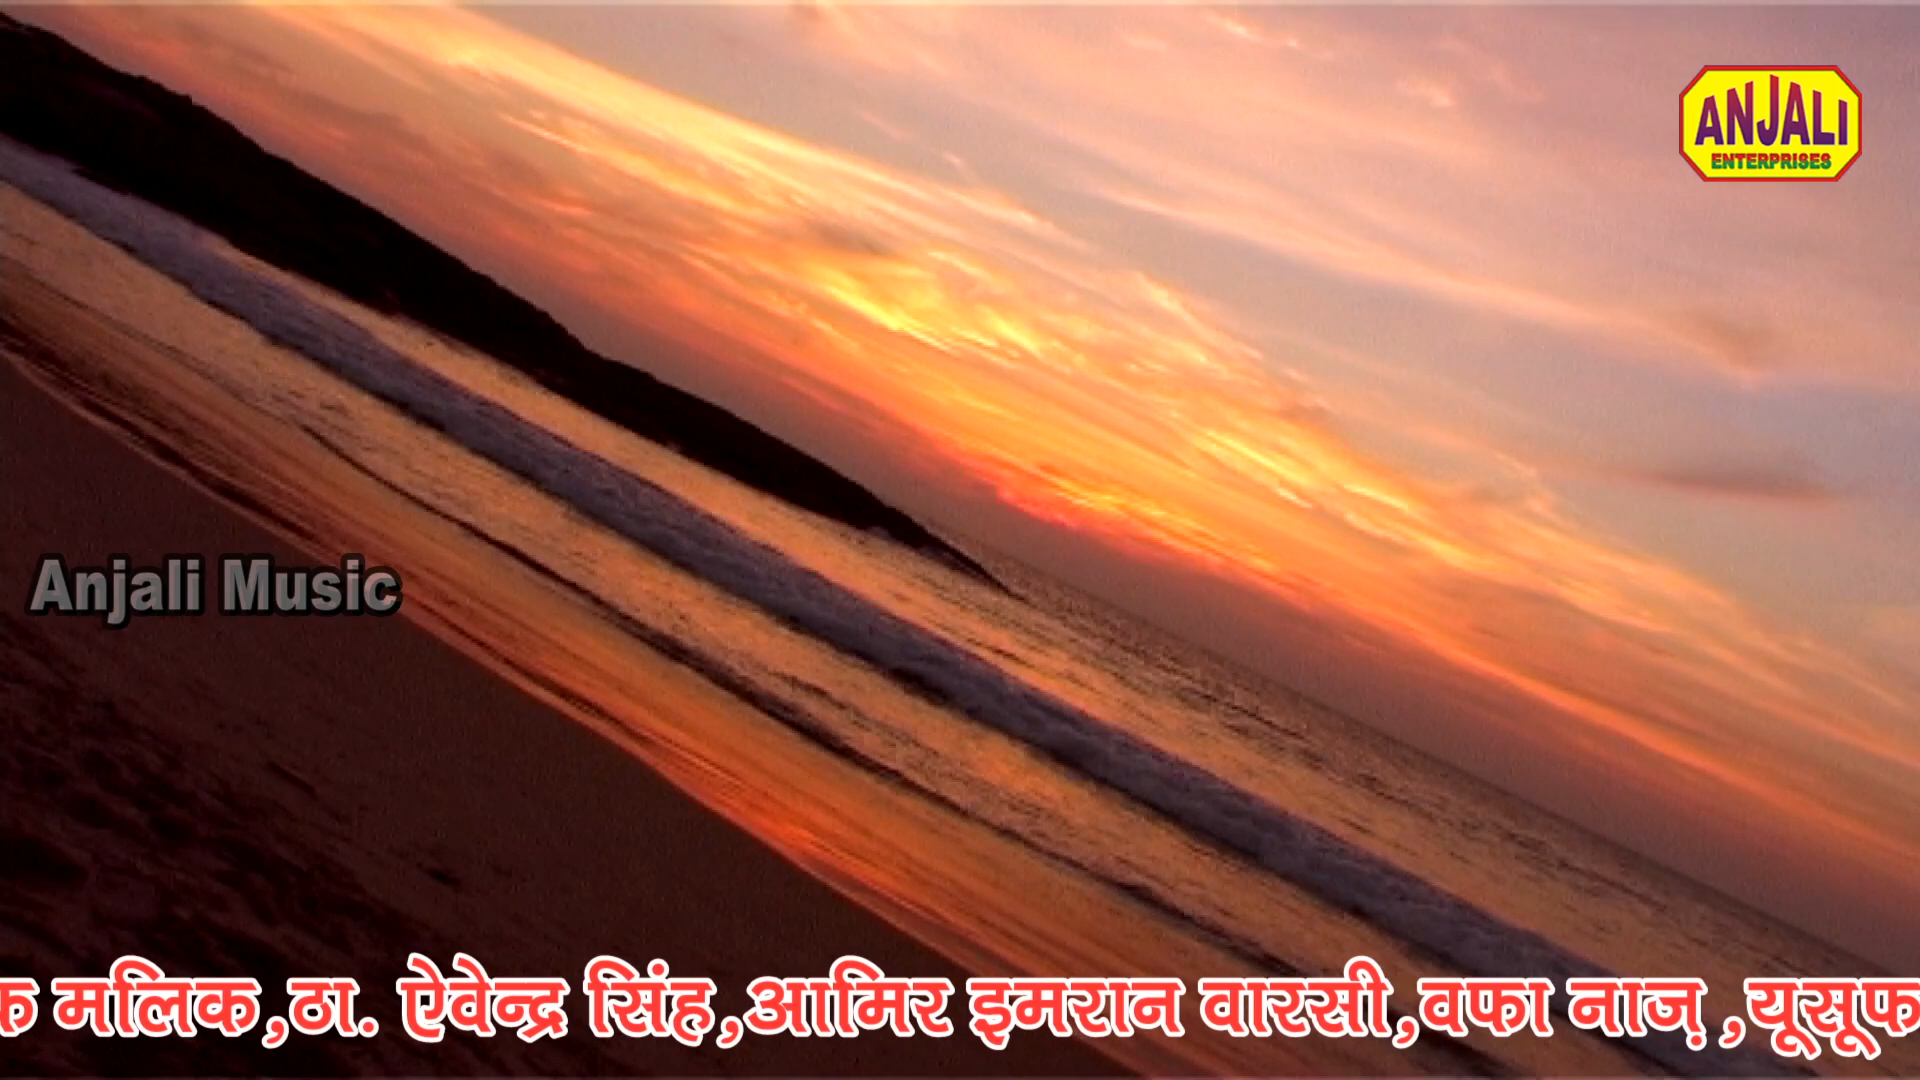 ANJALI
ENTERPRISES
Anjali Music
मलिक,ठा. ऐवेन्द्र सिंह,आमिर इमरान वारसी,वफा नाज़ ,यूसूफ